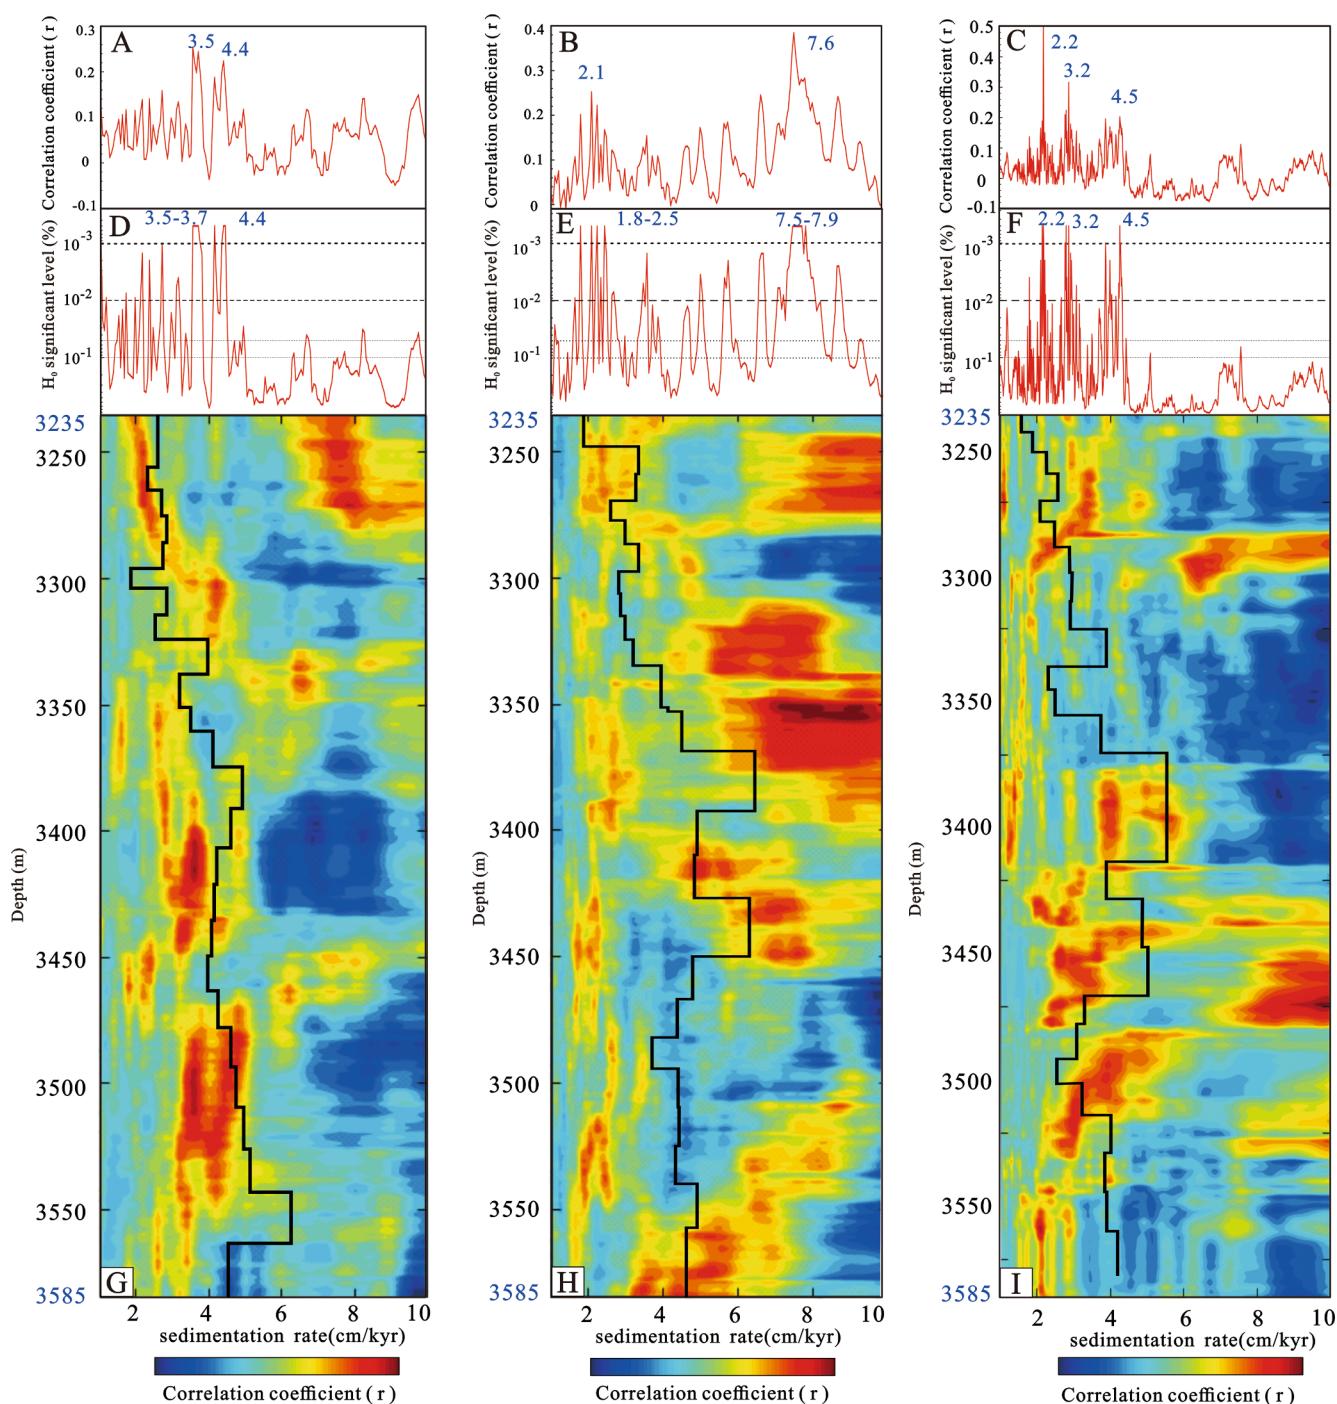 A
Correlation coefficient ( r )
0.3
0.2
0.1
0
-0.1
3.5
4.4
B
Correlation coefficient ( r )
0.4
0.3
0.2
0.1
0
2.1
7.6
C
Correlation coefficient ( r )
0.5
0.4
0.3
0.2
0.1
0
-0.1
2.2
3.2
4.5
D
H0 significant level (%)
10-3
10-2
10-1
3.5-3.7
4.4
E
H0 significant level (%)
10-3
10-2
10-1
1.8-2.5
7.5-7.9
F
H0 significant level (%)
10-3
10-2
10-1
2.2
3.2
4.5
G
Depth (m)
3235
3250
3300
3350
3400
3450
3500
3550
3585
2 4 6 8 10
sedimentation rate(cm/kyr)
Correlation coefficient ( r )
H
Depth (m)
3235
3250
3300
3350
3400
3450
3500
3550
3585
2 4 6 8 10
sedimentation rate(cm/kyr)
Correlation coefficient ( r )
I
Depth (m)
3235
3250
3300
3350
3400
3450
3500
3550
3585
2 4 6 8 10
sedimentation rate(cm/kyr)
Correlation coefficient ( r )